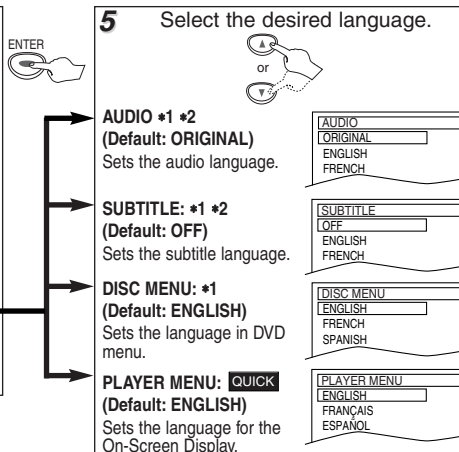 ENTER
5 Select the desired language.
or
AUDIO *1 *2
(Default: ORIGINAL)
Sets the audio language.
AUDIO
ORIGINAL
ENGLISH
FRENCH
SUBTITLE: *1 *2
(Default: OFF)
Sets the subtitle language.
SUBTITLE
OFF
ENGLISH
FRENCH
DISC MENU: *1
(Default: ENGLISH)
Sets the language in DVD
menu.
DISC MENU
ENGLISH
FRENCH
SPANISH
PLAYER MENU: QUICK
(Default: ENGLISH)
Sets the language for the
On-Screen Display.
PLAYER MENU
ENGLISH
FRANÇAIS
ESPAÑOL